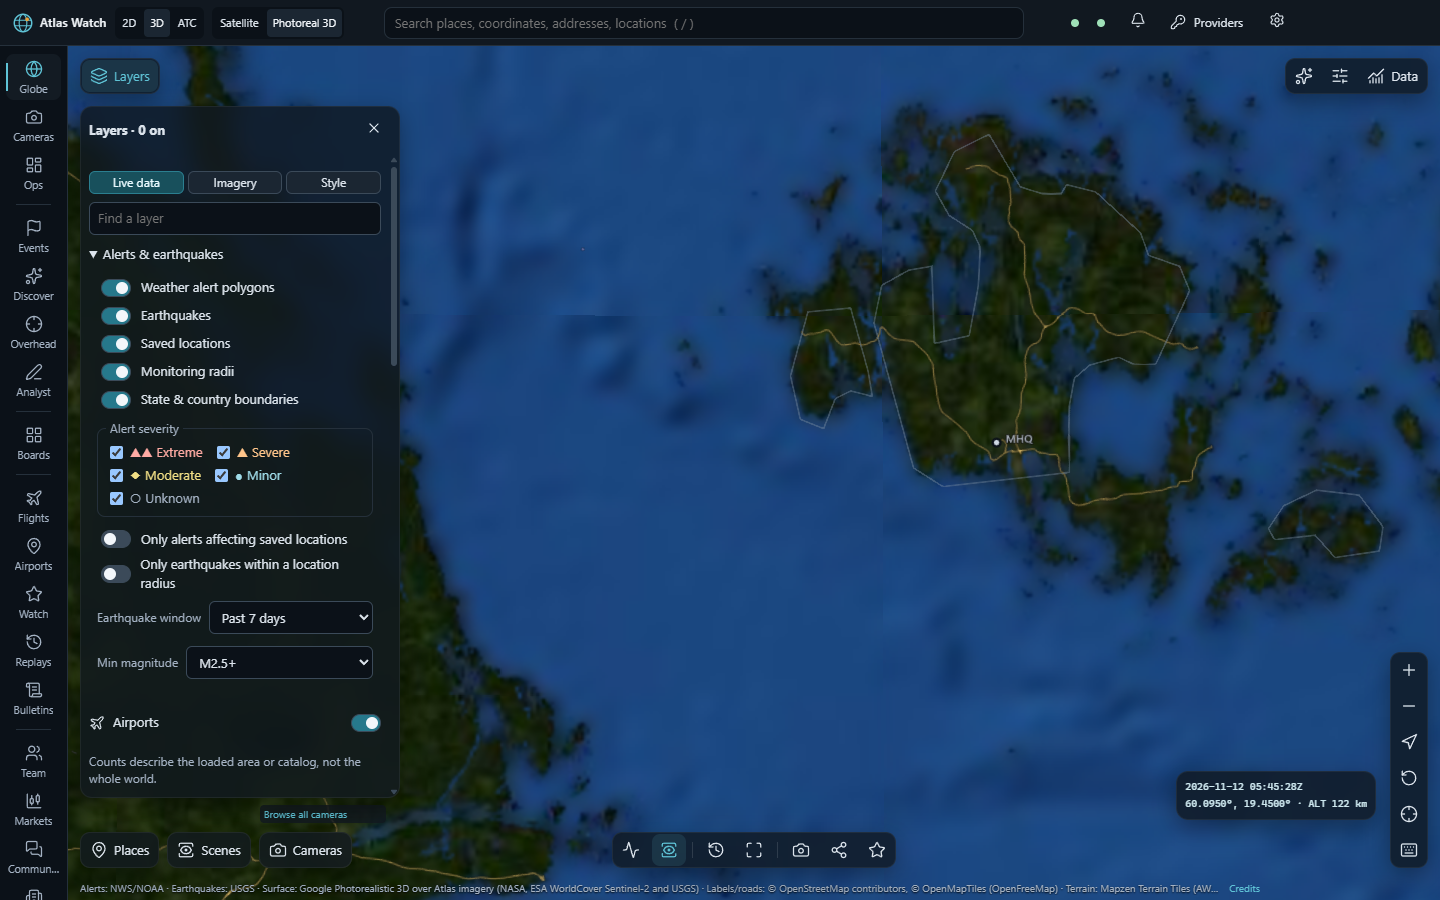 Atlas Watch
2D 3D ATC
Satellite Photoreal 3D
Search places, coordinates, addresses, locations ( / )
Providers
Globe
Cameras
Ops
Events
Discover
Overhead
Analyst
Boards
Flights
Airports
Watch
Replays
Bulletins
Team
Markets
Commun...
Layers
Layers · 0 on
Live data Imagery Style
Find a layer
Alerts & earthquakes
Weather alert polygons
Earthquakes
Saved locations
Monitoring radii
State & country boundaries
Alert severity
Extreme Severe
Moderate Minor
Unknown
Only alerts affecting saved locations
Only earthquakes within a location
radius
Earthquake window Past 7 days
Min magnitude M2.5+
Airports
Counts describe the loaded area or catalog, not the
whole world.
Browse all cameras
Places Scenes Cameras
Data
MHQ
2026-11-12 05:45:28Z
60.0950°, 19.4500° · ALT 122 km
Alerts: NWS/NOAA · Earthquakes: USGS · Surface: Google Photorealistic 3D over Atlas imagery (NASA, ESA WorldCover Sentinel-2 and USGS) · Labels/roads: © OpenStreetMap contributors, © OpenMapTiles (OpenFreeMap) · Terrain: Mapzen Terrain Tiles (AW... Credits